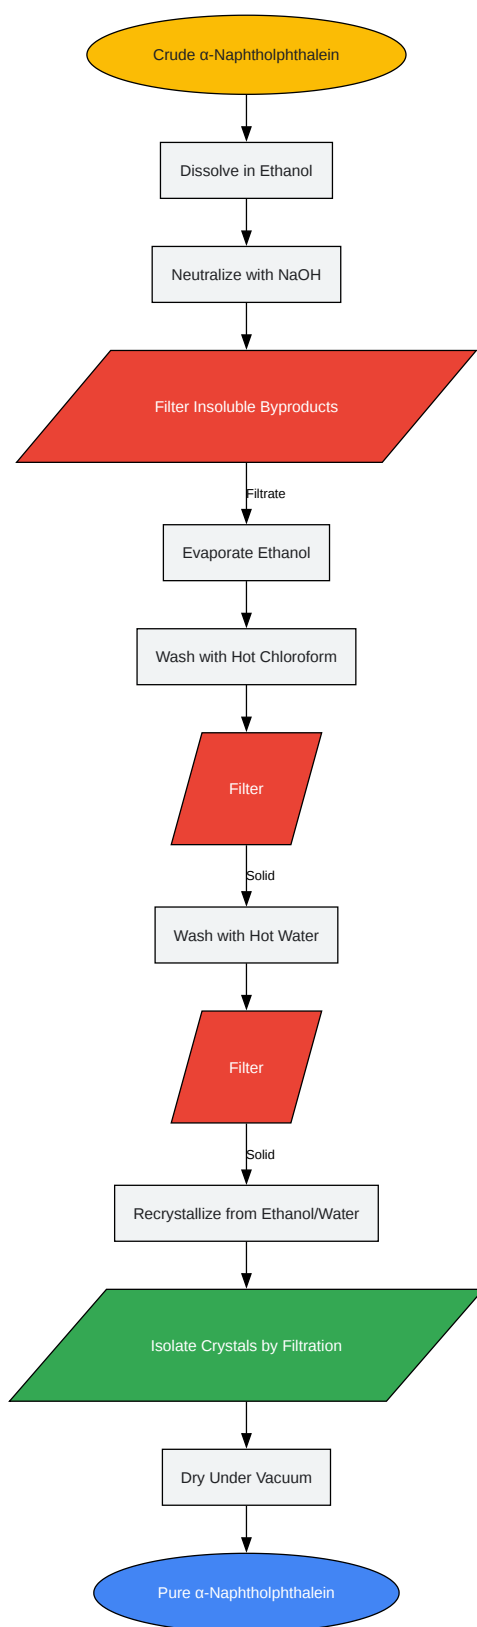 Crude α-Naphtholphthalein
Dissolve in Ethanol
Neutralize with NaOH
Filter Insoluble Byproducts
Filtrate
Evaporate Ethanol
Wash with Hot Chloroform
Filter
Solid
Wash with Hot Water
Filter
Solid
Recrystallize from Ethanol/Water
Isolate Crystals by Filtration
Dry Under Vacuum
Pure α-Naphtholphthalein